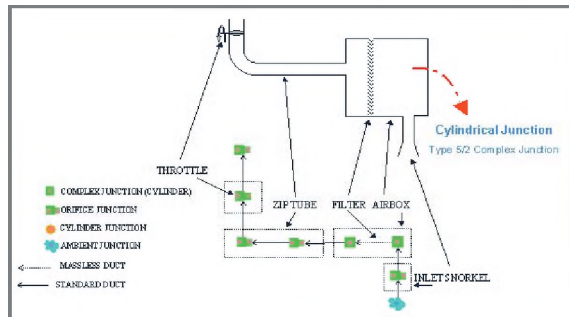 Cylindrical Junction
Type 5/2 Complex Junction
THROTTLE
ZIP TUBE
FILTER
AIRBOX
COMPLEX JUNCTION (CYLINDER)
ORIFICE JUNCTION
CYLINDER JUNCTION
AMBIENT JUNCTION
MASSLESS DUCT
STANDARD DUCT
INLET SNORKEL